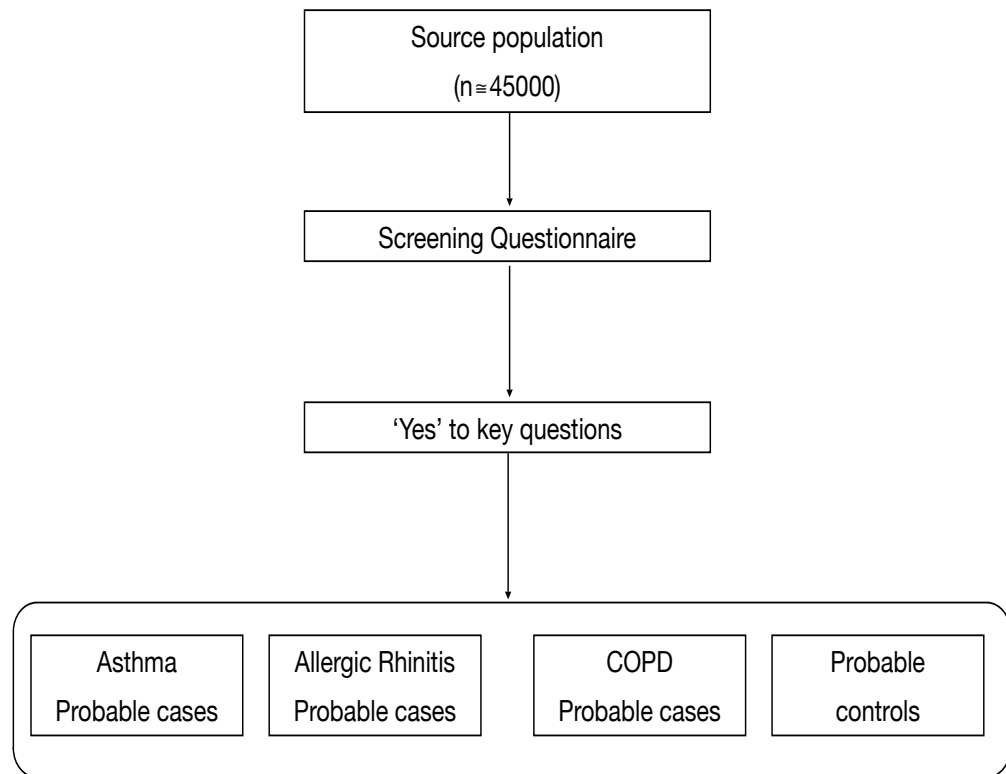 Source population
(n≅45000)
Screening Questionnaire
‘Yes’ to key questions
Asthma
Probable cases
Allergic Rhinitis
Probable cases
COPD
Probable cases
Probable
controls